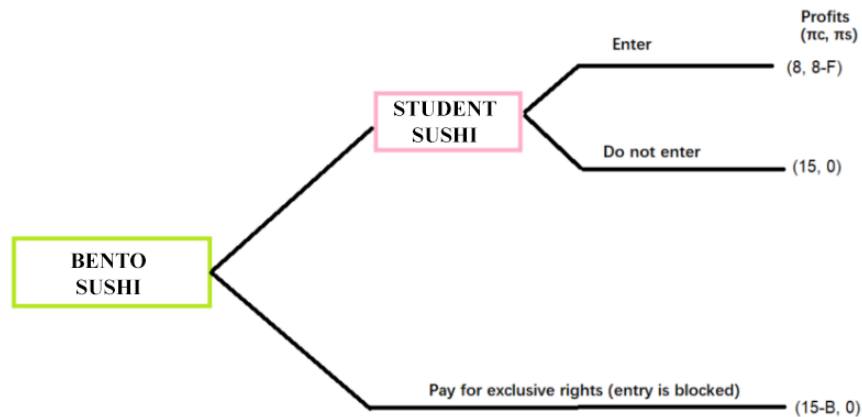 Profits
(πc, πs)
Enter
(8, 8-F)
STUDENT
SUSHI
Do not enter
(15, 0)
BENTO
SUSHI
Pay for exclusive rights (entry is blocked)
(15-B, 0)